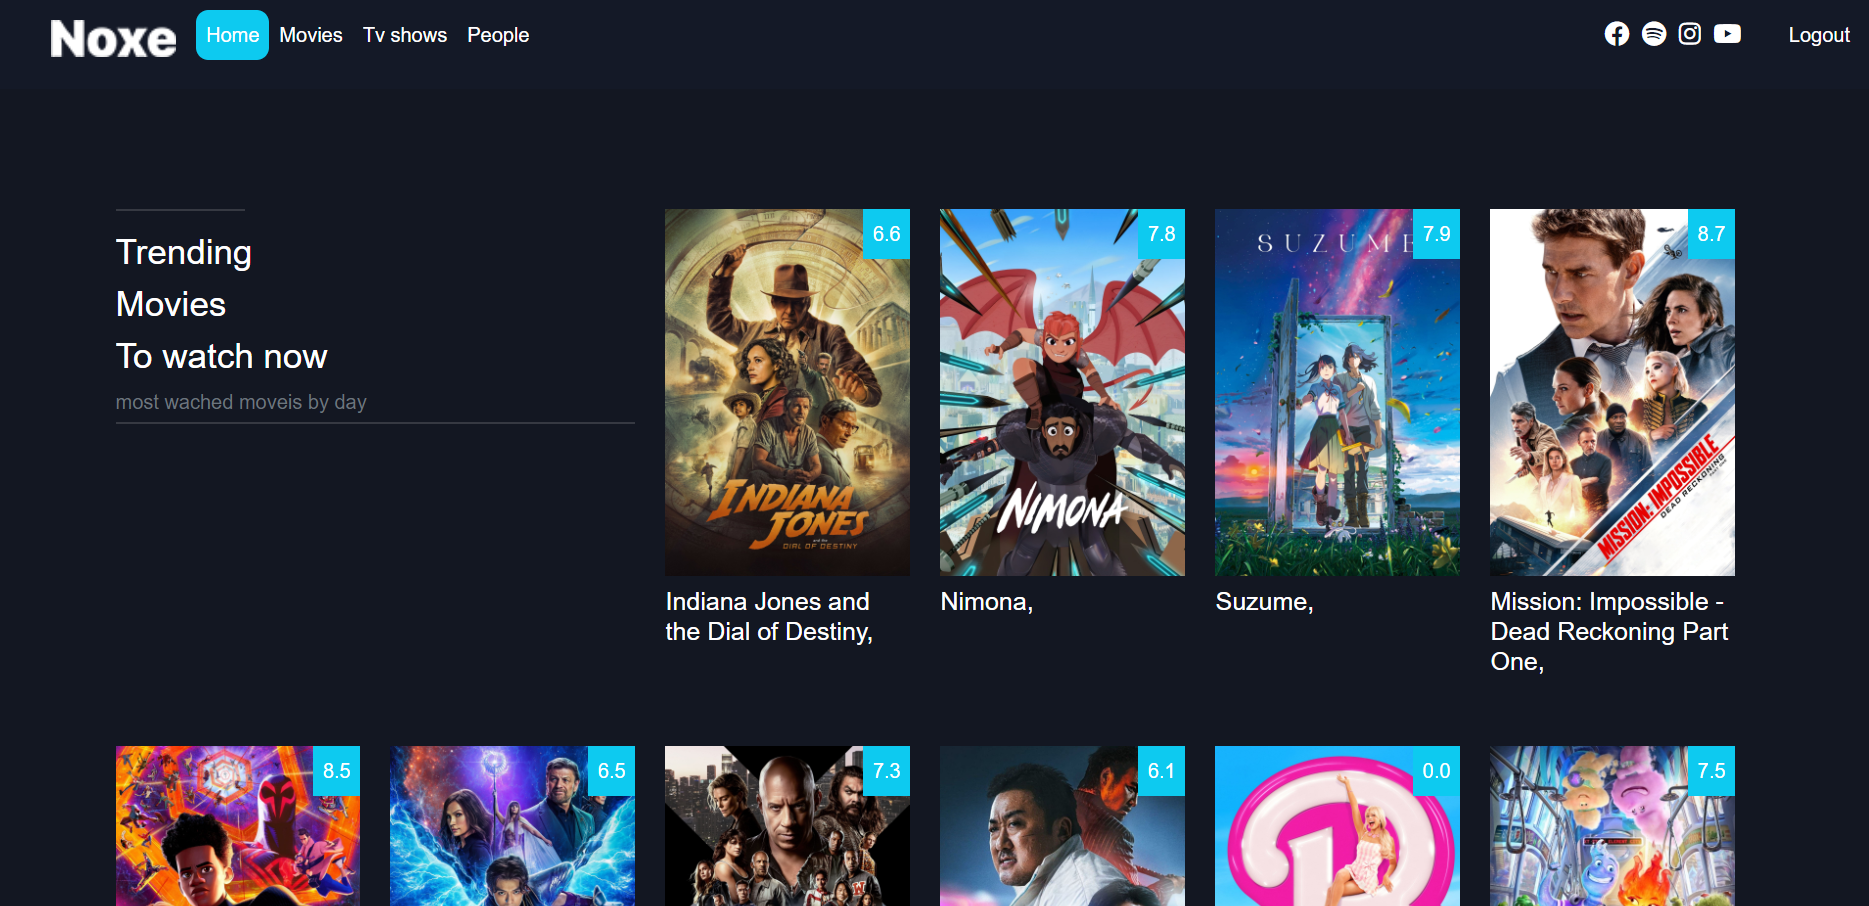 Noxe Home Movies Tv shows People Logout
Trending
Movies
To watch now
most wached moveis by day
6.6
INDIANA
JONES
and the
DIAL OF DESTINY
Indiana Jones and
the Dial of Destiny,
7.8
NIMONA
Nimona,
SUZUME
7.9
Suzume,
8.7
MISSION: IMPOSSIBLE
DEAD RECKONING
PART ONE
Mission: Impossible -
Dead Reckoning Part
One,
8.5
6.5
7.3
6.1
0.0
7.5